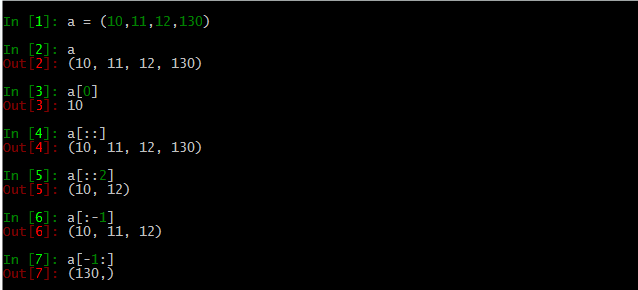 In [1]: a = (10,11,12,130)
In [2]: a
Out[2]: (10, 11, 12, 130)
In [3]: a[0]
Out[3]: 10
In [4]: a[::]
Out[4]: (10, 11, 12, 130)
In [5]: a[::2]
Out[5]: (10, 12)
In [6]: a[:-1]
Out[6]: (10, 11, 12)
In [7]: a[-1:]
Out[7]: (130,)